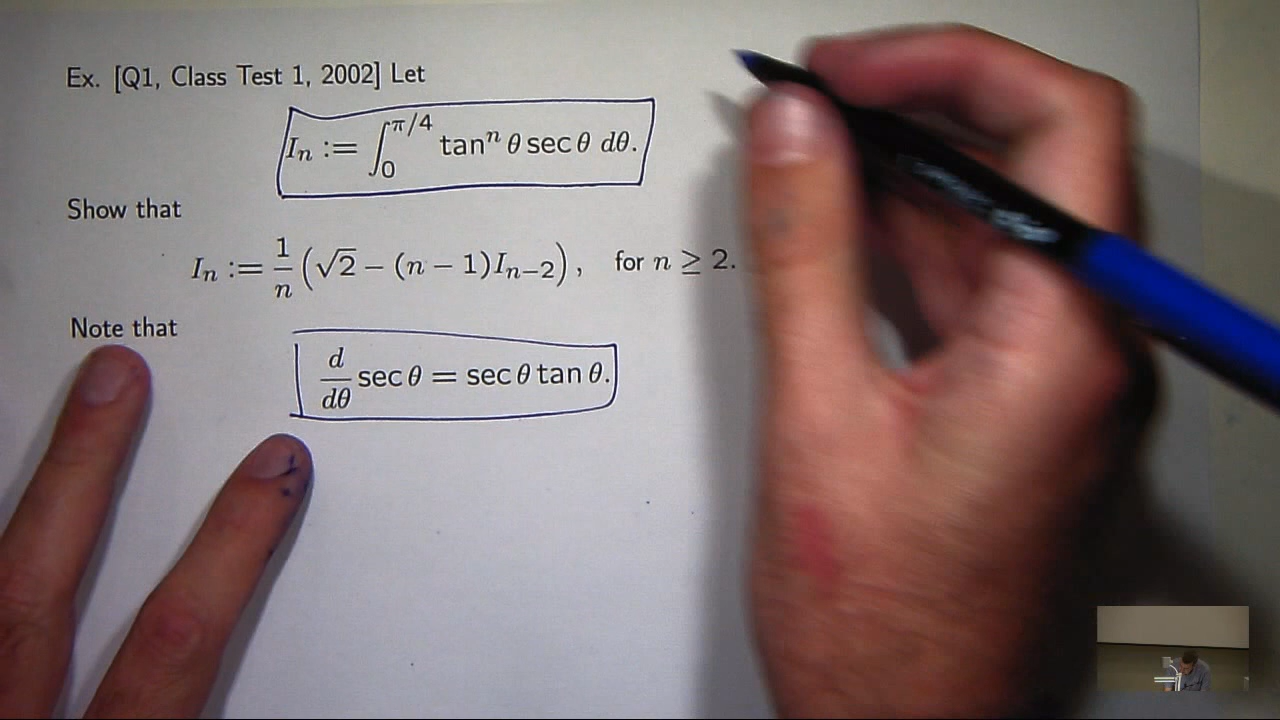 Ex. [Q1, Class Test 1, 2002] Let
I_n := ∫_0^{π/4} tan^n θ sec θ dθ.
Show that
I_n := 1/n (√2 − (n − 1)I_{n−2}), for n ≥ 2.
Note that
d/dθ sec θ = sec θ tan θ.